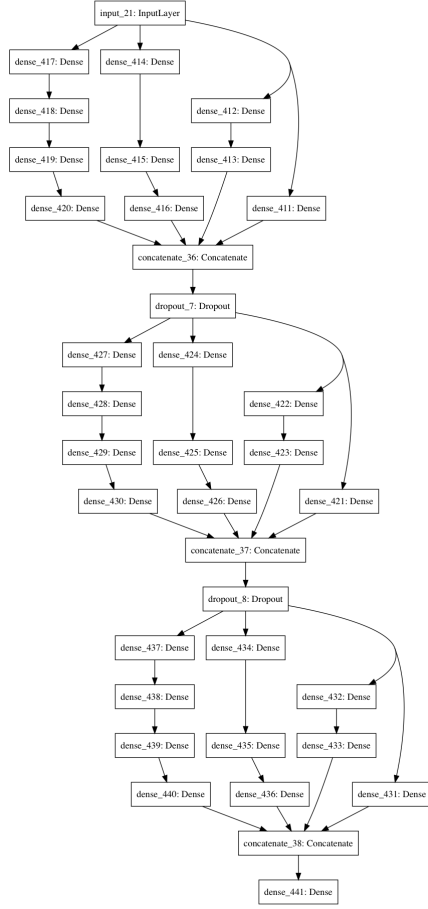 input_21: InputLayer
dense_417: Dense
dense_414: Dense
dense_418: Dense
dense_412: Dense
dense_419: Dense
dense_415: Dense
dense_413: Dense
dense_420: Dense
dense_416: Dense
dense_411: Dense
concatenate_36: Concatenate
dropout_7: Dropout
dense_427: Dense
dense_424: Dense
dense_428: Dense
dense_422: Dense
dense_429: Dense
dense_425: Dense
dense_423: Dense
dense_430: Dense
dense_426: Dense
dense_421: Dense
concatenate_37: Concatenate
dropout_8: Dropout
dense_437: Dense
dense_434: Dense
dense_438: Dense
dense_432: Dense
dense_439: Dense
dense_435: Dense
dense_433: Dense
dense_440: Dense
dense_436: Dense
dense_431: Dense
concatenate_38: Concatenate
dense_441: Dense